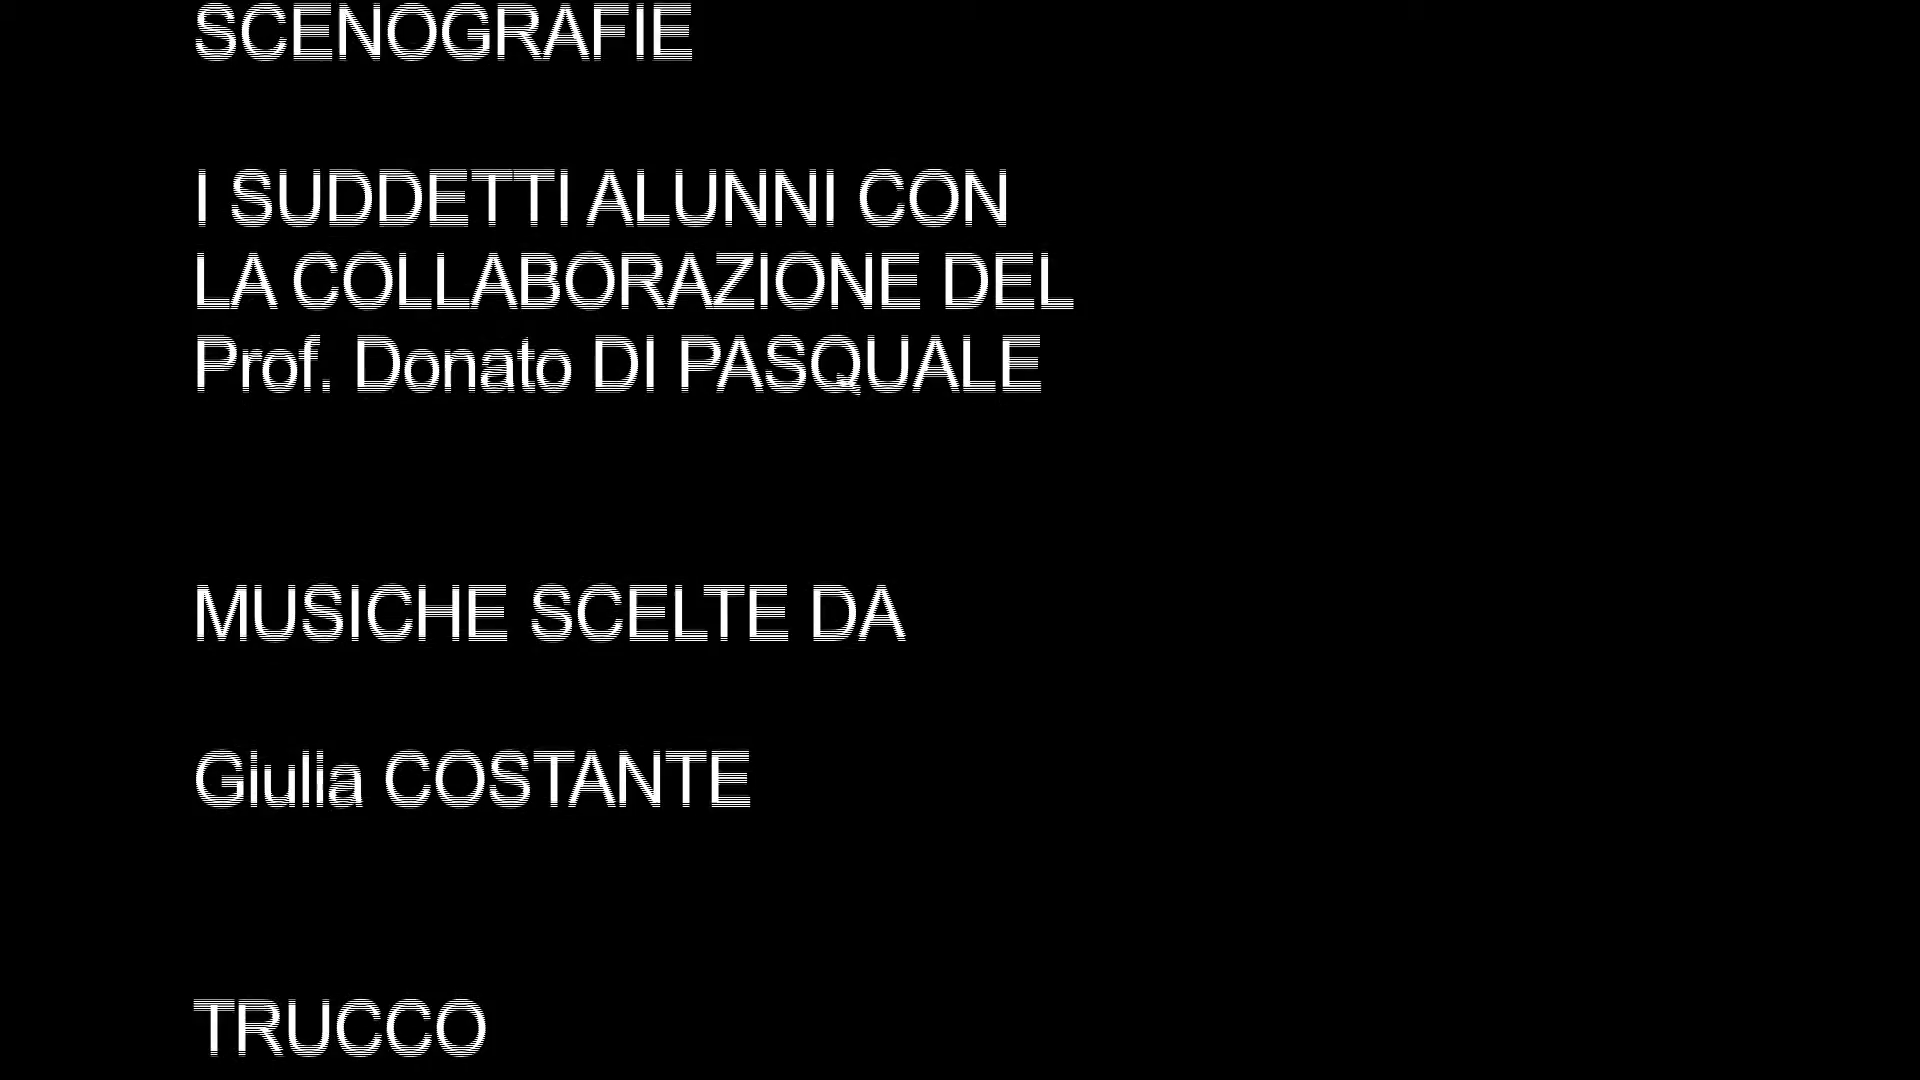 SCENOGRAFIE
I SUDDETTI ALUNNI CON
LA COLLABORAZIONE DEL
Prof. Donato DI PASQUALE
MUSICHE SCELTE DA
Giulia COSTANTE
TRUCCO